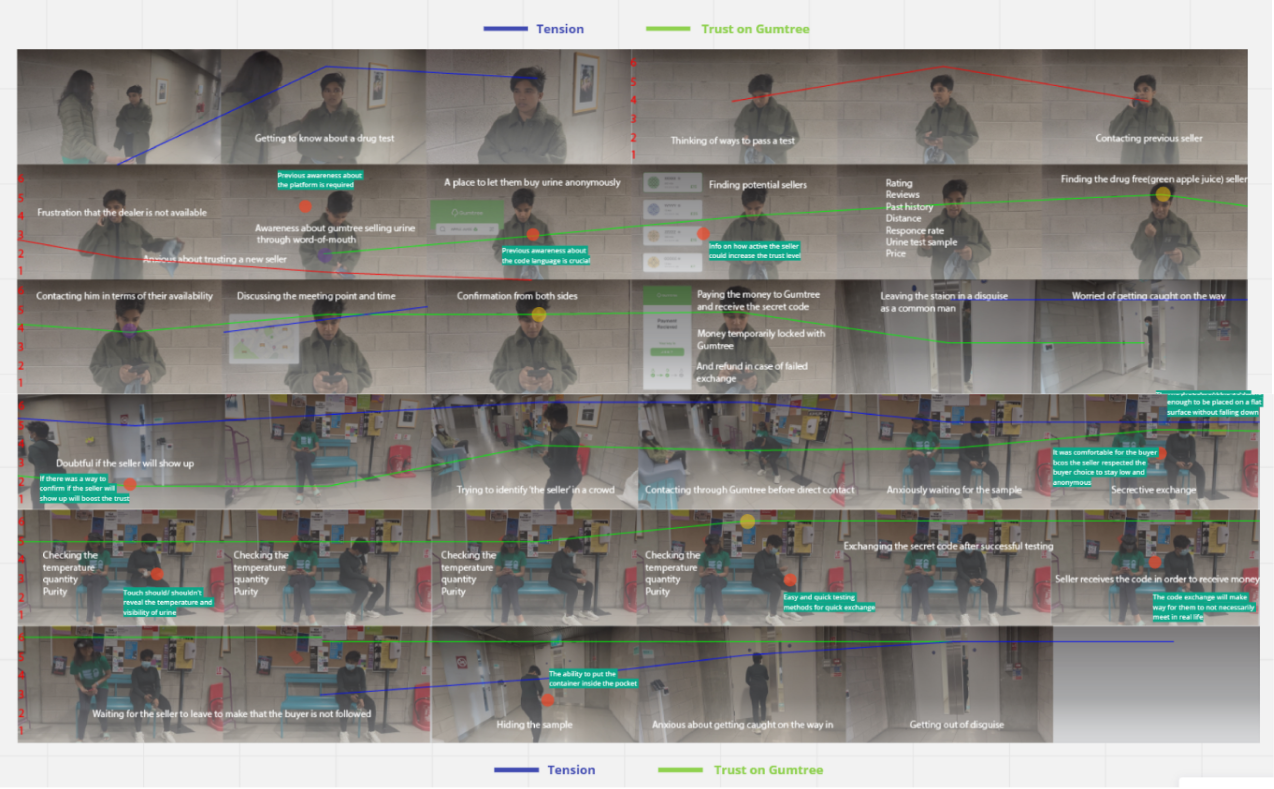 Tension
Trust on Gumtree
Getting to know about a drug test
6
5
4
2
1
Thinking of ways to pass a test
Contacting previous seller
6
5
4
3
2
1
Frustration that the dealer is not available
Anxious about trusting a new seller
Previous awareness about
the platform is required
Awareness about gumtree selling urine
through word-of-mouth
A place to let them buy urine anonymously
Gumtree
Previous awareness about
the code language is crucial
Finding potential sellers
Info on how active the seller
could increase the trust level
Rating
Reviews
Past history
Distance
Responce rate
Urine test sample
Price
Finding the drug free(green apple juice) seller
6
5
4
3
2
1
Contacting him in terms of their availability
Discussing the meeting point and time
Confirmation from both sides
Paying the money to Gumtree
and receive the secret code
Money temporarily locked with
Gumtree
And refund in case of failed
exchange
Leaving the staion in a disguise
as a common man
Worried of getting caught on the way
6
5
3
2
1
Doubtful if the seller will show up
If there was a way to
confirm if the seller will
show up will boost the trust
Trying to identify 'the seller' in a crowd
Contacting through Gumtree before direct contact
Anxiously waiting for the sample
enough to be placed on a flat
surface without falling down
It was comfortable for the buyer
bcos the seller respected the
buyer choice to stay low and
anonymous
Secrective exchange
6
5
4
3
2
1
Checking the
temperature
quantity
Purity
Touch should/ shouldn't
reveal the temperature and
visibility of urine
Checking the
temperature
quantity
Purity
Checking the
temperature
quantity
Purity
Checking the
temperature
quantity
Purity
Easy and quick testing
methods for quick exchange
Exchanging the secret code after successful testing
Seller receives the code in order to receive money
The code exchange will make
way for them to not necessarily
meet in real life
6
5
4
3
2
1
Waiting for the seller to leave to make that the buyer is not followed
The ability to put the
container inside the pocket
Hiding the sample
Anxious about getting caught on the way in
Getting out of disguise
Tension
Trust on Gumtree